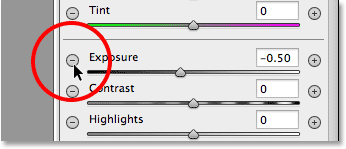 Tint 0
Exposure -0.50
Contrast 0
Highlights 0